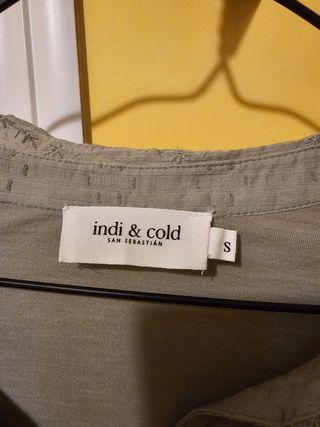 indi & cold
SAN SEBASTIÁN
S